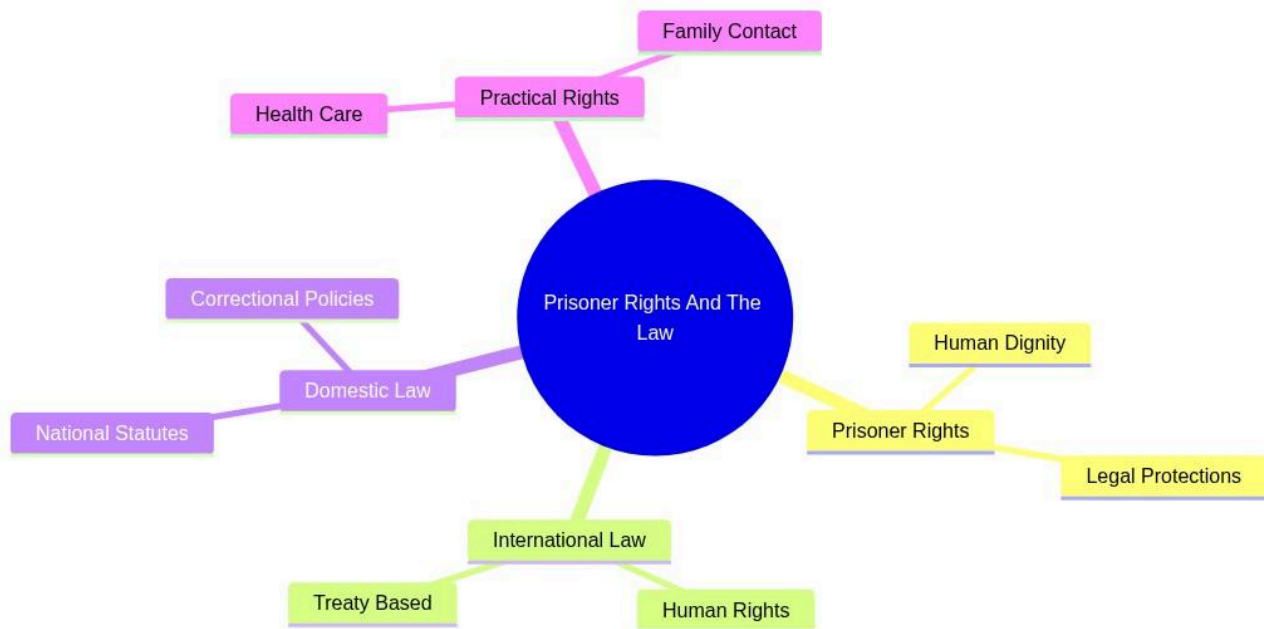 Family Contact
Practical Rights
Health Care
Correctional Policies
Prisoner Rights And The
Law
Human Dignity
Domestic Law
National Statutes
Prisoner Rights
Legal Protections
International Law
Treaty Based
Human Rights